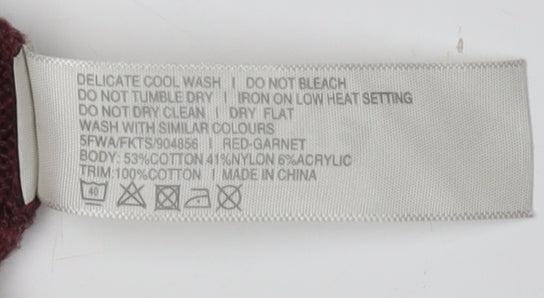 DELICATE COOL WASH | DO NOT BLEACH
DO NOT TUMBLE DRY | IRON ON LOW HEAT SETTING
DO NOT DRY CLEAN | DRY FLAT
WASH WITH SIMILAR COLOURS
5FWA/FKTS/904856 | RED-GARNET
BODY: 53%COTTON 41%NYLON 6%ACRYLIC
TRIM:100%COTTON | MADE IN CHINA
40